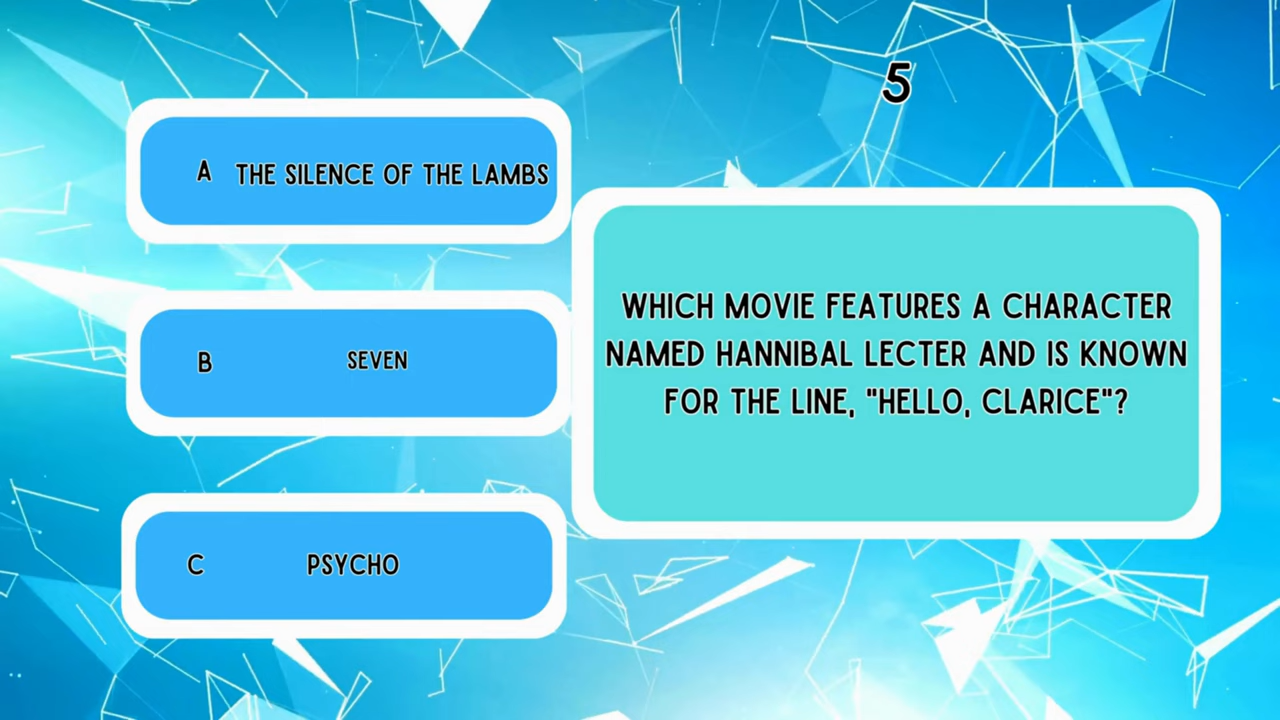 5
A THE SILENCE OF THE LAMBS
B SEVEN
C PSYCHO
WHICH MOVIE FEATURES A CHARACTER
NAMED HANNIBAL LECTER AND IS KNOWN
FOR THE LINE, "HELLO, CLARICE"?